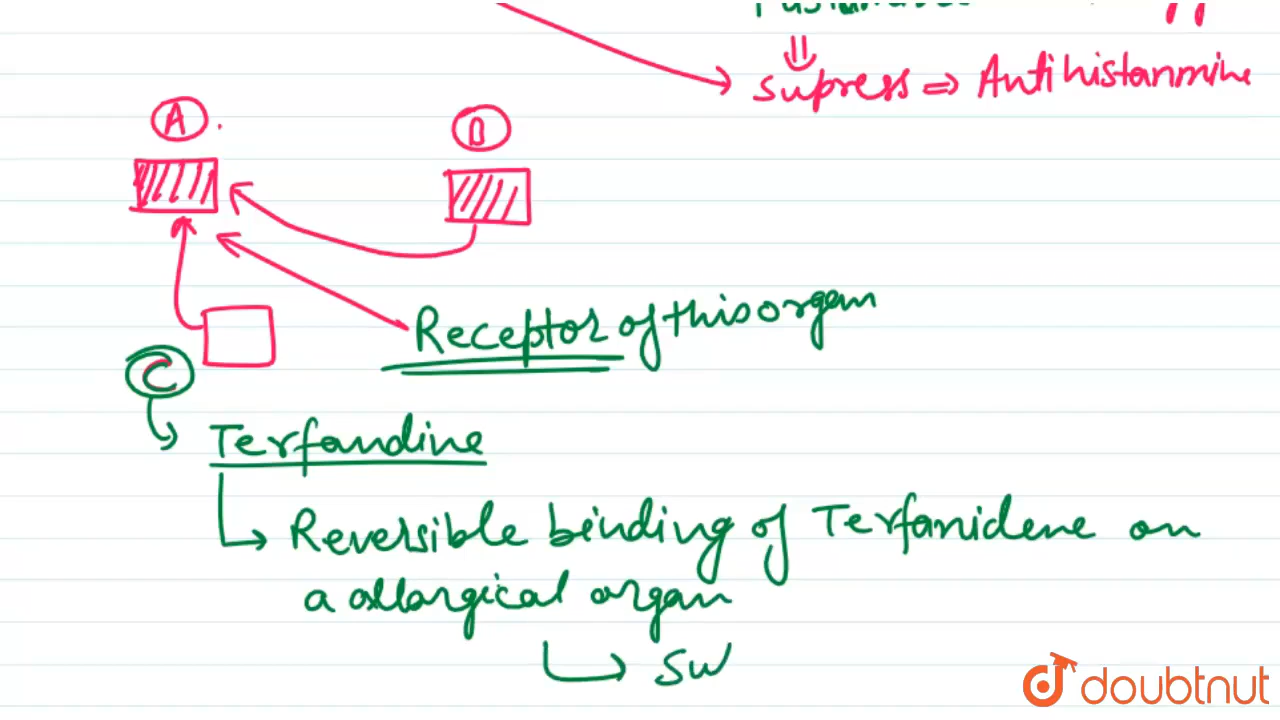 supress ⇒ Antihistanmine
A
B
Receptor of this organ
C
Terfandine
Reversible binding of Terfanidene on
a allargical organ
sw
doubtnut